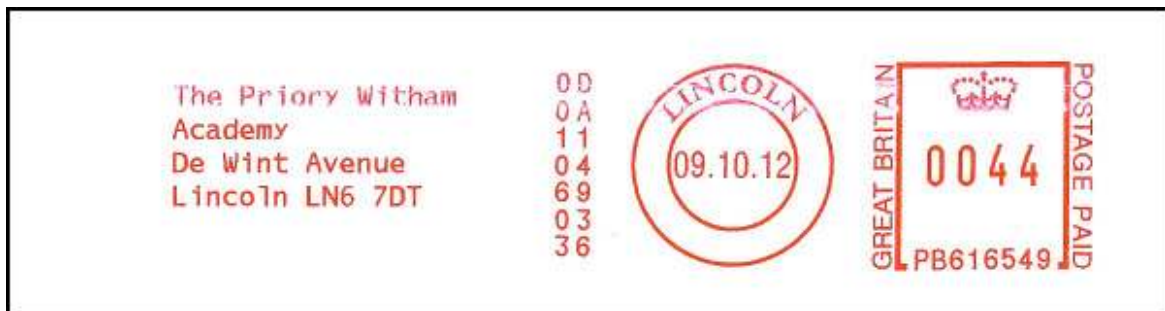 The Priory Witham
Academy
De Wint Avenue
Lincoln LN6 7DT
0D
0A
11
04
69
03
36
LINCOLN
09.10.12
GREAT BRITAIN
0044
PB616549
POSTAGE PAID